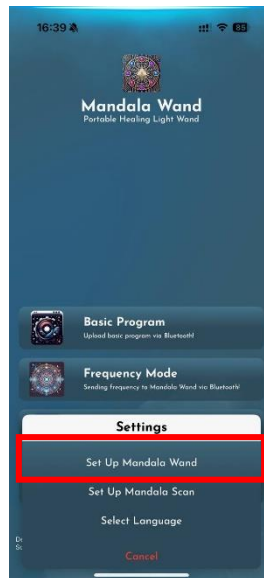 16:39
85
Mandala Wand
Portable Healing Light Wand
Basic Program
Upload basic program via Bluetooth!
Frequency Mode
Sending frequency to Mandala Wand via Bluetooth!
Settings
Set Up Mandala Wand
Set Up Mandala Scan
Select Language
Cancel